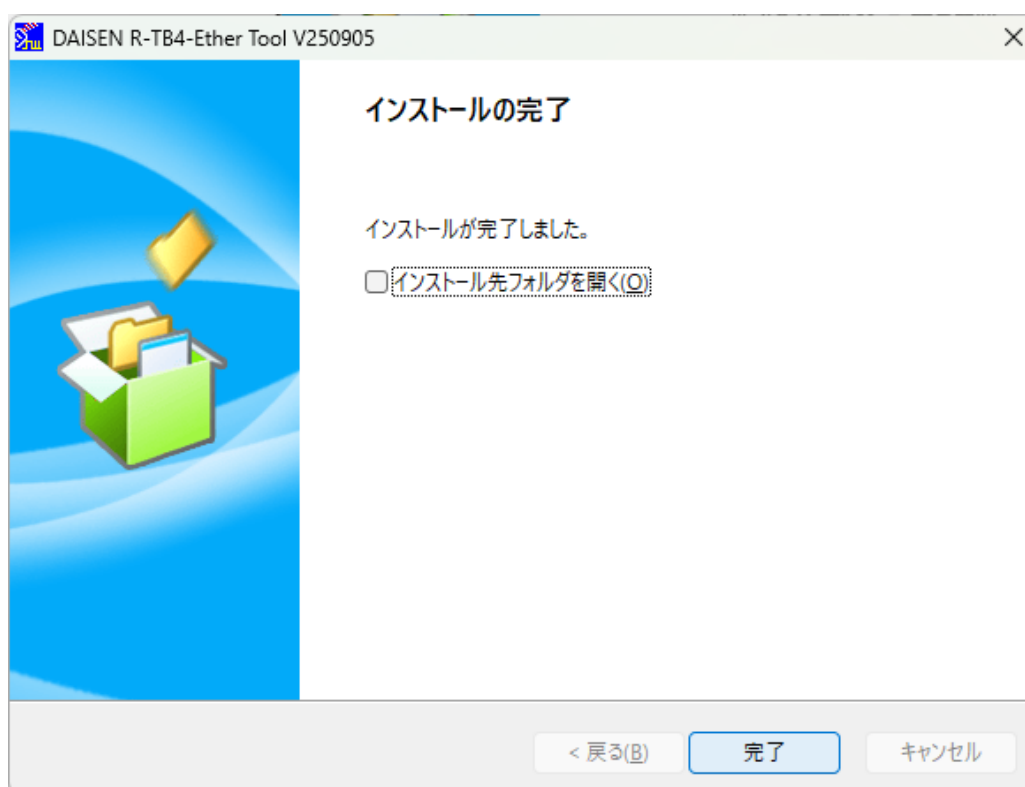 DAISEN R-TB4-Ether Tool V250905
インストールの完了
インストールが完了しました。
インストール先フォルダを開く(O)
< 戻る(B)
完了
キャンセル